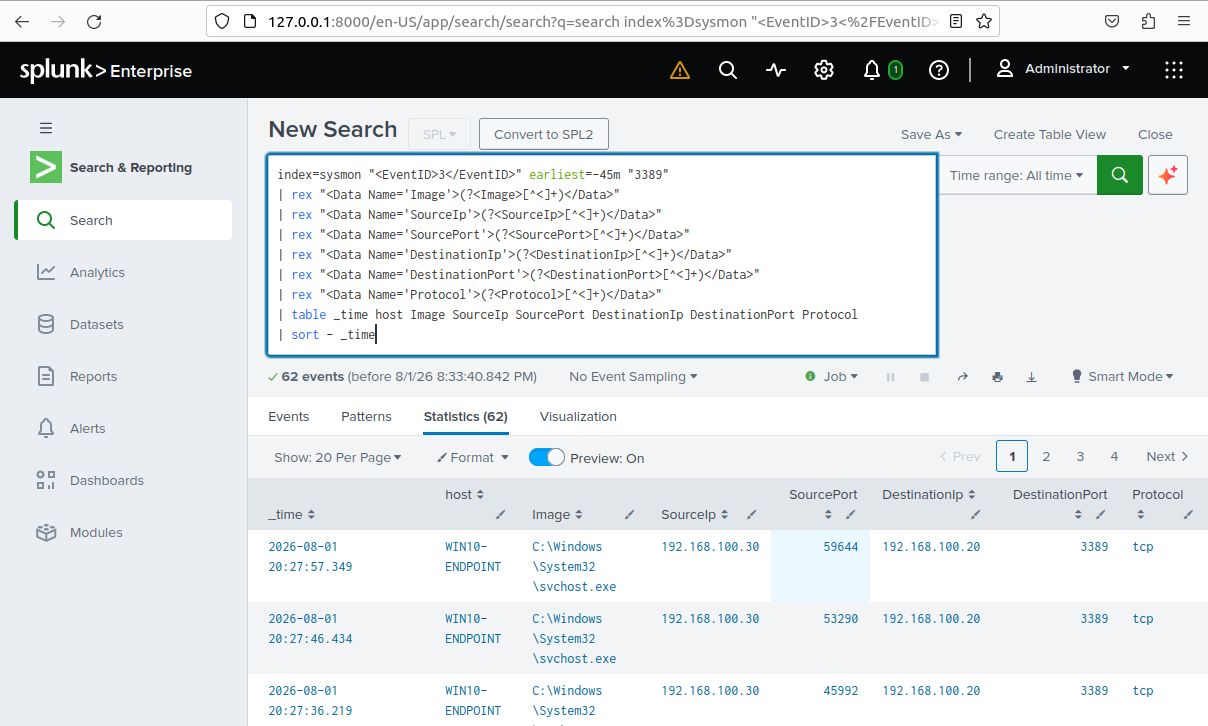 127.0.0.1:8000/en-US/app/search/search?q=search index%3Dsysmon "<EventID>3<%2FEventID>
splunk> Enterprise
1
Administrator
Search & Reporting
Search
Analytics
Datasets
Reports
Alerts
Dashboards
Modules
New Search
SPL
Convert to SPL2
Save As
Create Table View
Close
index=sysmon "<EventID>3</EventID>" earliest=-45m "3389"
| rex "<Data Name='Image'>(?<Image>[^<]+)</Data>"
| rex "<Data Name='SourceIp'>(?<SourceIp>[^<]+)</Data>"
| rex "<Data Name='SourcePort'>(?<SourcePort>[^<]+)</Data>"
| rex "<Data Name='DestinationIp'>(?<DestinationIp>[^<]+)</Data>"
| rex "<Data Name='DestinationPort'>(?<DestinationPort>[^<]+)</Data>"
| rex "<Data Name='Protocol'>(?<Protocol>[^<]+)</Data>"
| table _time host Image SourceIp SourcePort DestinationIp DestinationPort Protocol
| sort - _time
Time range: All time
62 events (before 8/1/26 8:33:40.842 PM)
No Event Sampling
Job
Smart Mode
Events
Patterns
Statistics (62)
Visualization
Show: 20 Per Page
Format
Preview: On
Prev
1
2
3
4
Next
_time
host
Image
SourceIp
SourcePort
DestinationIp
DestinationPort
Protocol
2026-08-01
20:27:57.349
WIN10-
ENDPOINT
C:\Windows
\System32
\svchost.exe
192.168.100.30
59644
192.168.100.20
3389
tcp
2026-08-01
20:27:46.434
WIN10-
ENDPOINT
C:\Windows
\System32
\svchost.exe
192.168.100.30
53290
192.168.100.20
3389
tcp
2026-08-01
20:27:36.219
WIN10-
ENDPOINT
C:\Windows
\System32
192.168.100.30
45992
192.168.100.20
3389
tcp